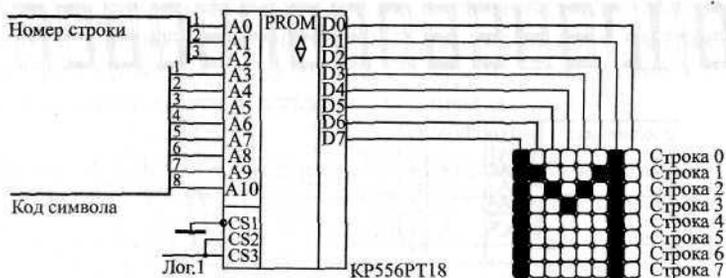 Номер строки
1
2
3
1
2
3
4
5
6
7
8
Код символа
Лог.1
A0
A1
A2
A3
A4
A5
A6
A7
A8
A9
A10
CS1
CS2
CS3
PROM
D0
D1
D2
D3
D4
D5
D6
D7
КР556РТ18
Строка 0
Строка 1
Строка 2
Строка 3
Строка 4
Строка 5
Строка 6
Строка 7